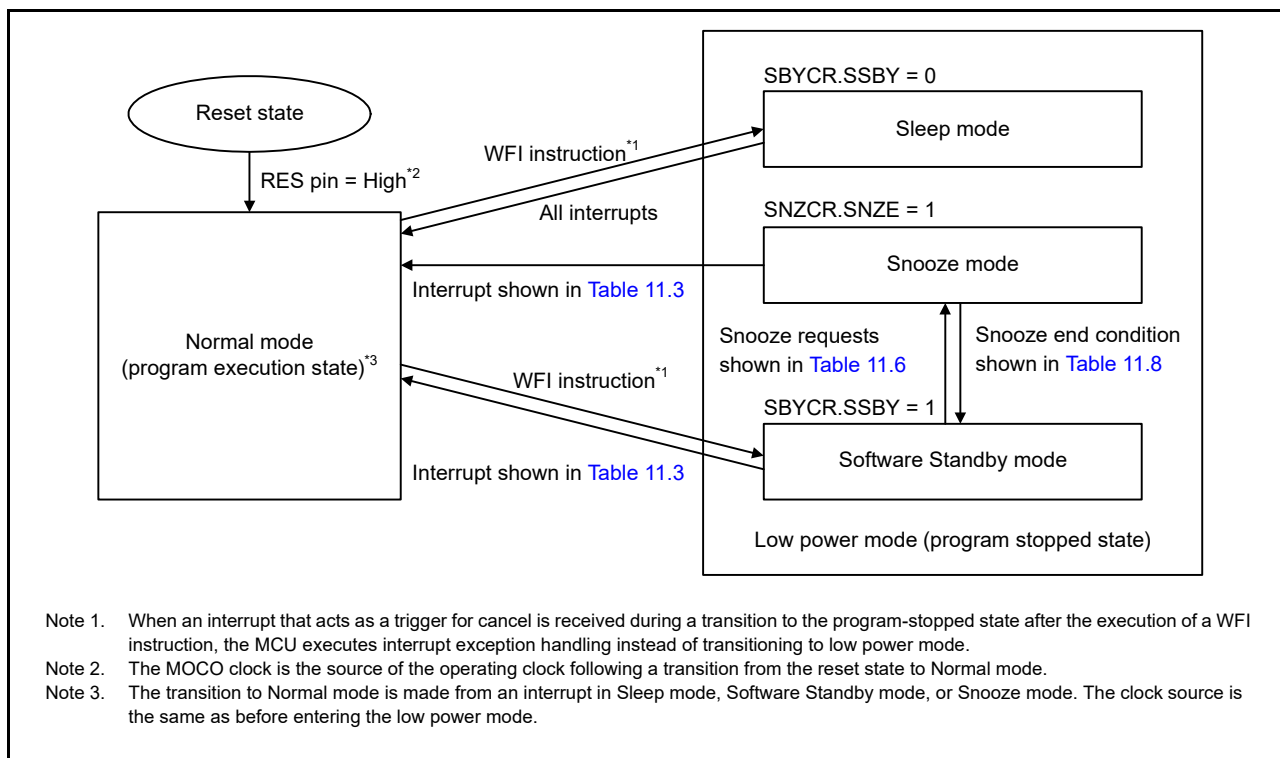 Reset state
RES pin = High*2
Normal mode
(program execution state)*3
WFI instruction*1
All interrupts
Interrupt shown in Table 11.3
WFI instruction*1
Interrupt shown in Table 11.3
SBYCR.SSBY = 0
Sleep mode
SNZCR.SNZE = 1
Snooze mode
Snooze requests
shown in Table 11.6
Snooze end condition
shown in Table 11.8
SBYCR.SSBY = 1
Software Standby mode
Low power mode (program stopped state)
Note 1. When an interrupt that acts as a trigger for cancel is received during a transition to the program-stopped state after the execution of a WFI
instruction, the MCU executes interrupt exception handling instead of transitioning to low power mode.
Note 2. The MOCO clock is the source of the operating clock following a transition from the reset state to Normal mode.
Note 3. The transition to Normal mode is made from an interrupt in Sleep mode, Software Standby mode, or Snooze mode. The clock source is
the same as before entering the low power mode.